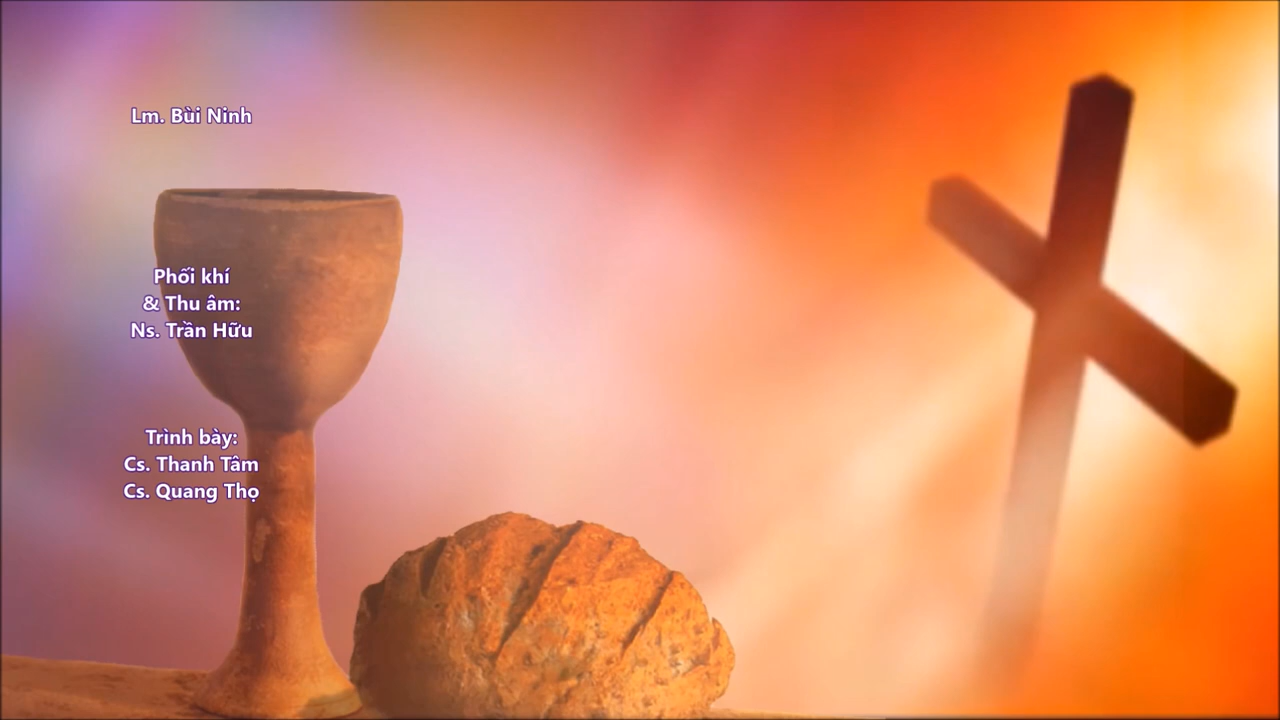 Lm. Bùi Ninh
Phối khí
& Thu âm:
Ns. Trần Hữu
Trình bày:
Cs. Thanh Tâm
Cs. Quang Thọ